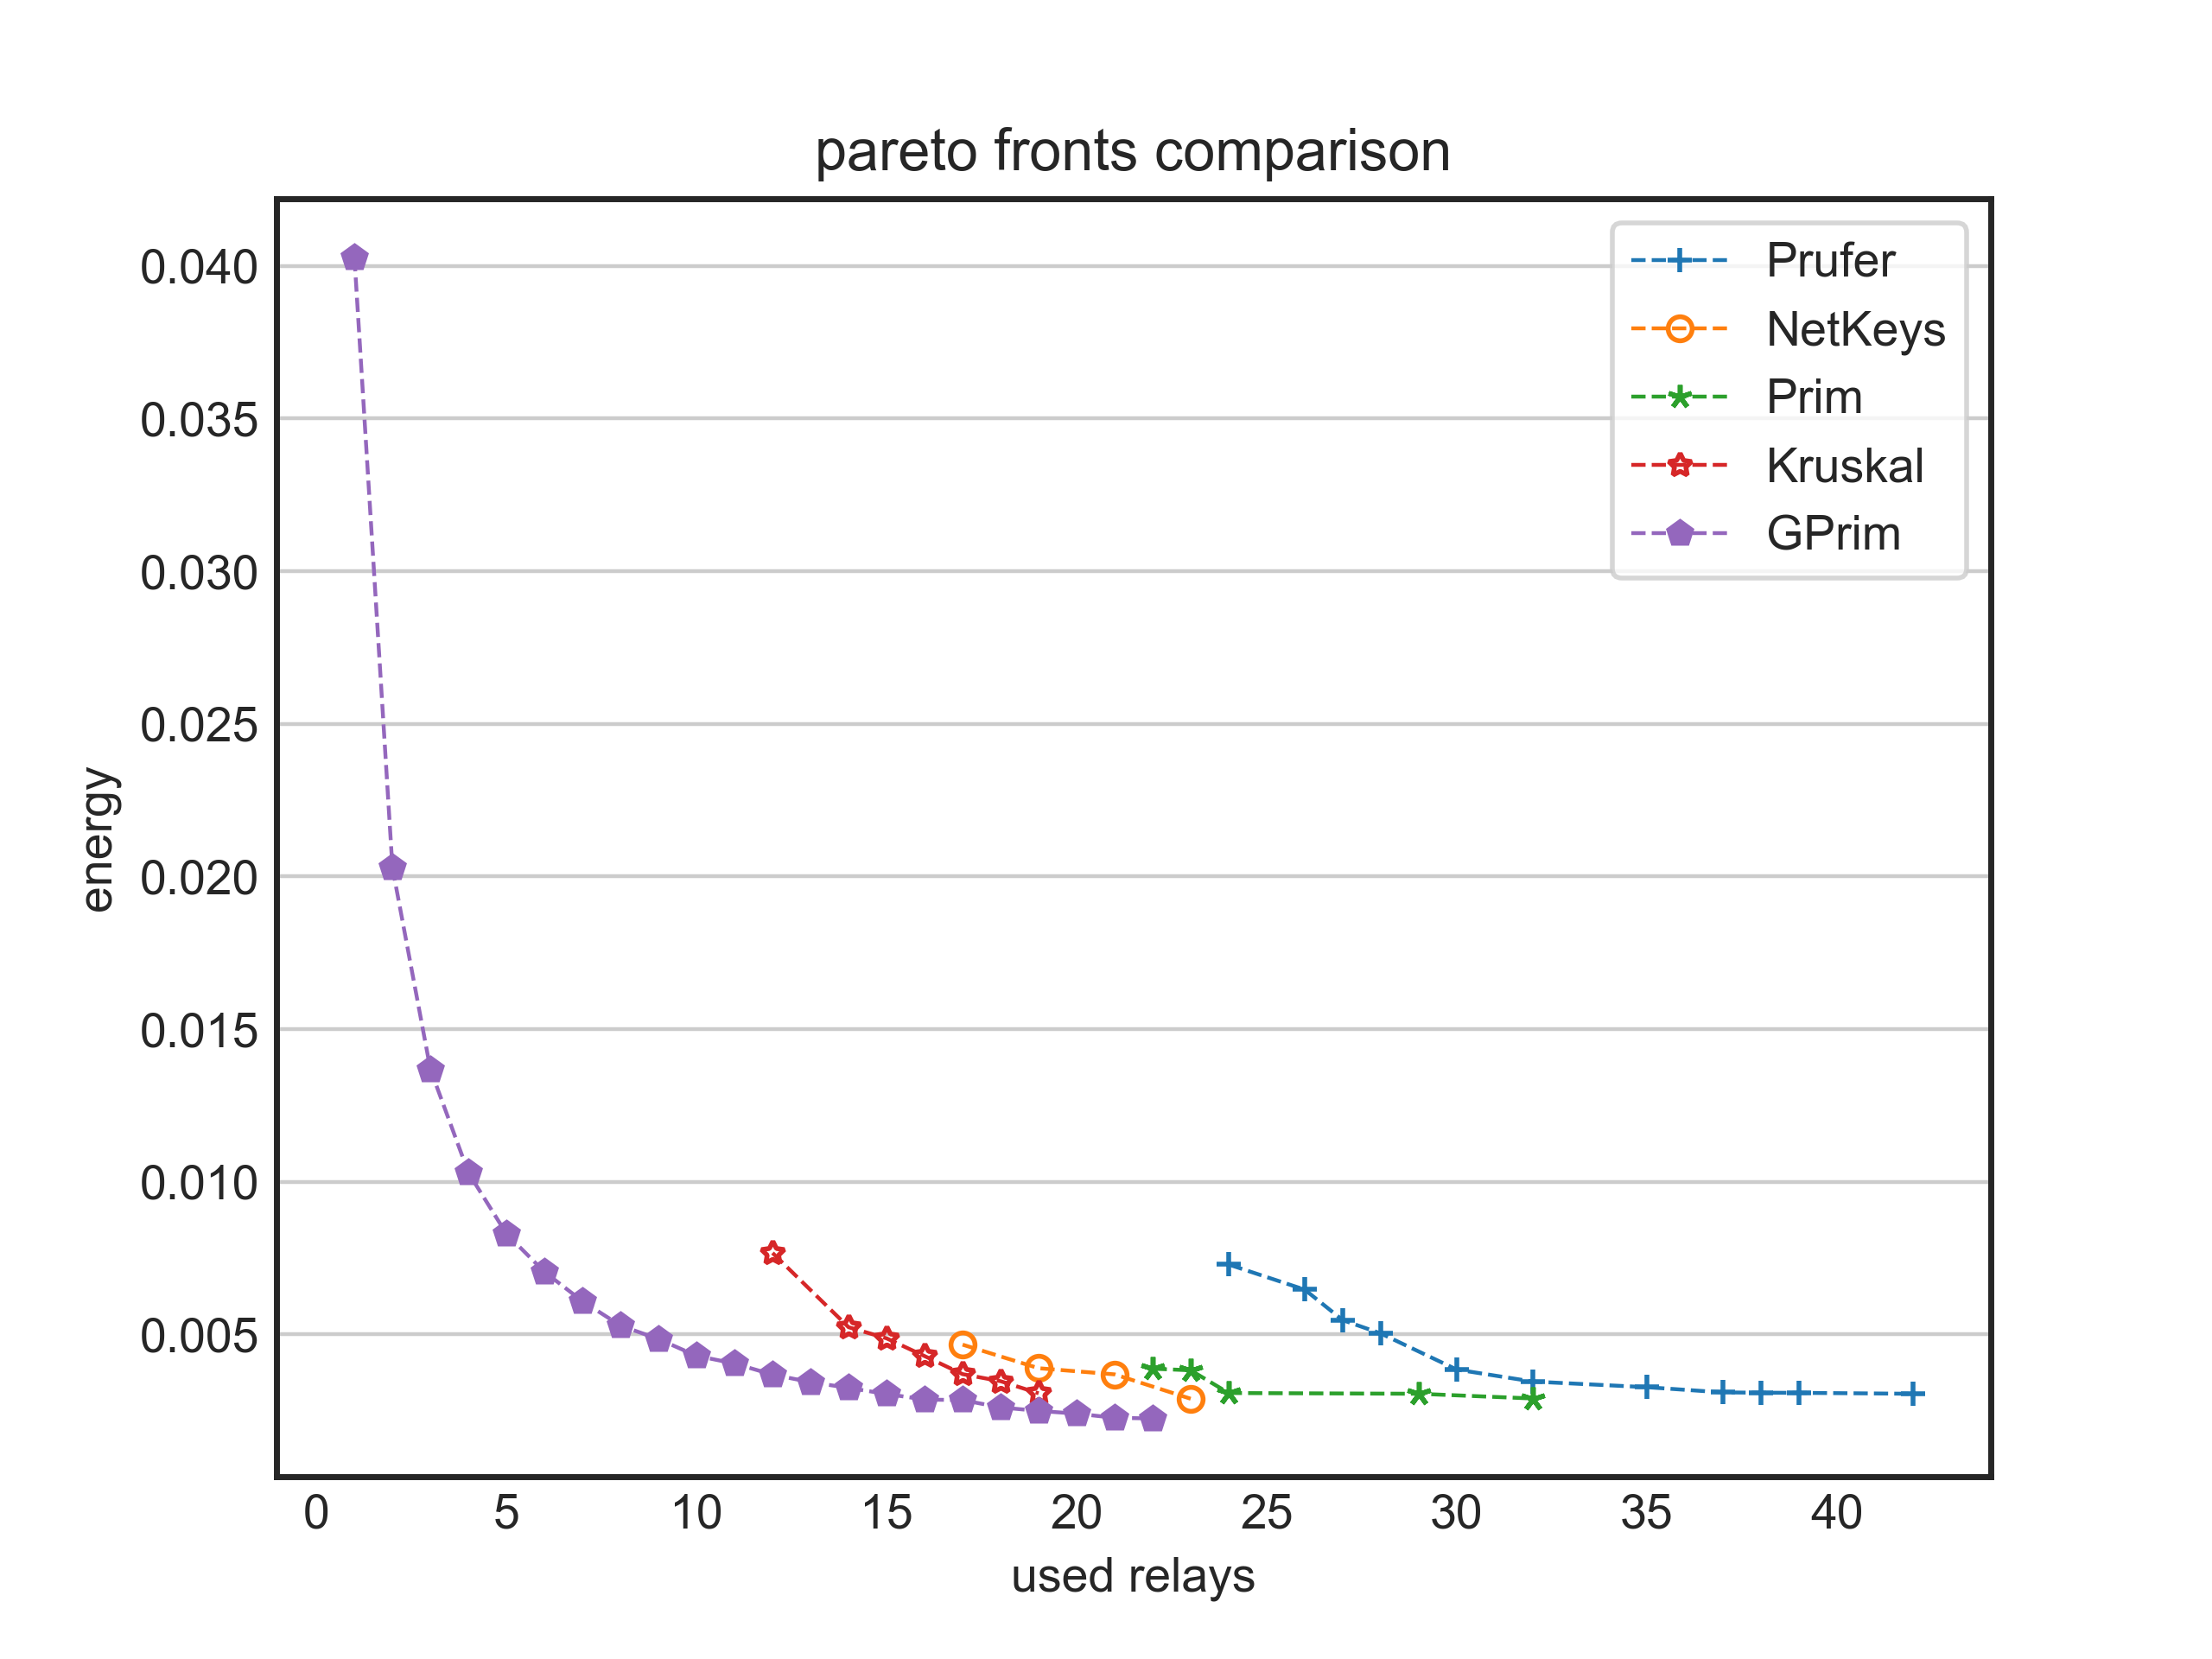 pareto fronts comparison
0.040
0.035
0.030
0.025
0.020
0.015
0.010
0.005
energy
Prufer
NetKeys
Prim
Kruskal
GPrim
0 5 10 15 20 25 30 35 40
used relays